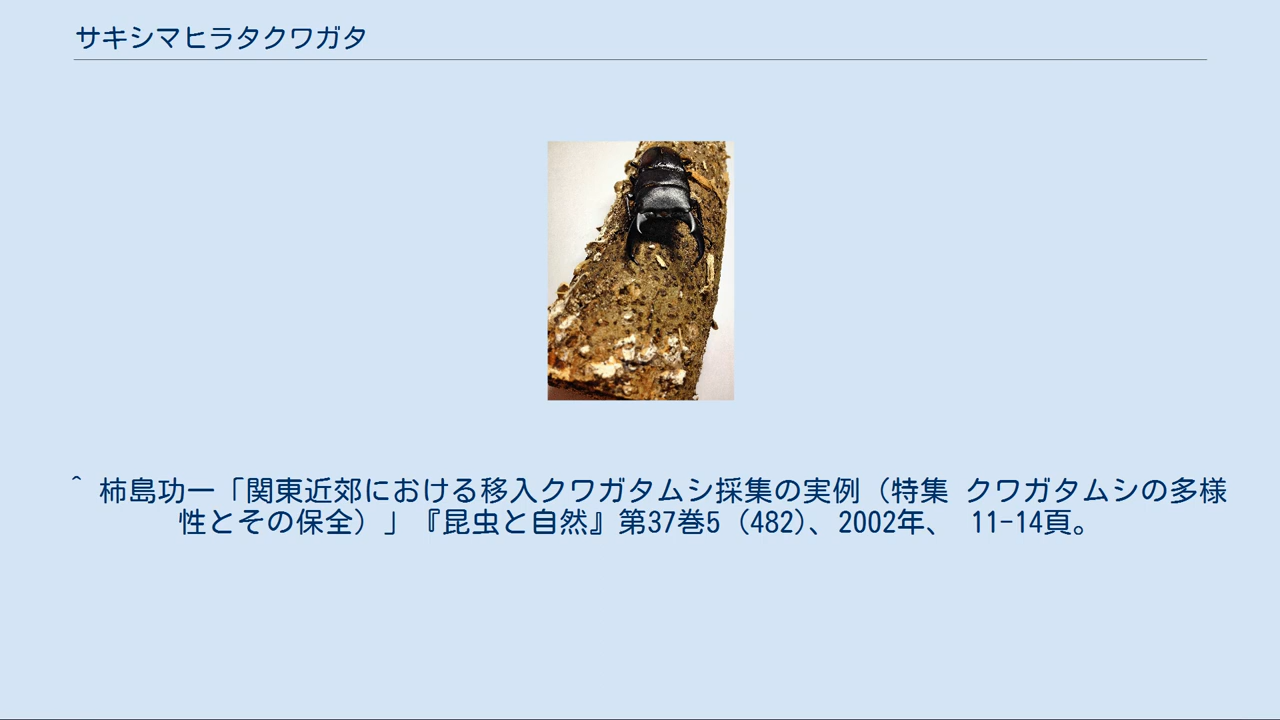 サキシマヒラタクワガタ
^ 柿島功一「関東近郊における移入クワガタムシ採集の実例（特集 クワガタムシの多様
性とその保全）」『昆虫と自然』第37巻5（482）、2002年、 11-14頁。